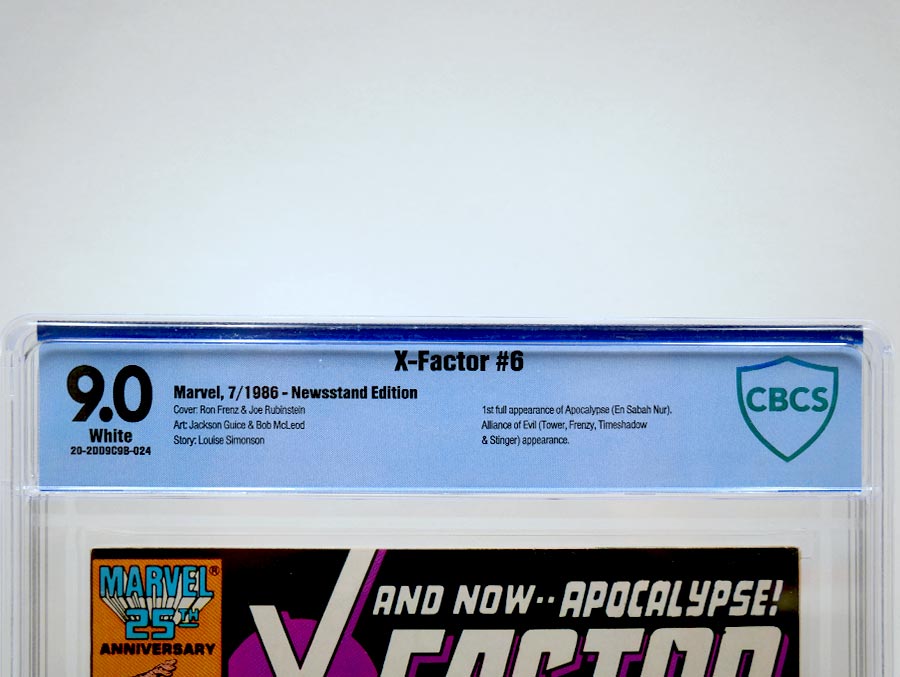 X-Factor #6
9.0
White
20-2DD9C9B-024
Marvel, 7/1986 - Newsstand Edition
Cover: Ron Frenz & Joe Rubinstein
Art: Jackson Guice & Bob McLeod
Story: Louise Simonson
1st full appearance of Apocalypse (En Sabah Nur).
Alliance of Evil (Tower, Frenzy, Timeshadow
& Stinger) appearance.
CBCS
MARVEL®
25TH
ANNIVERSARY
AND NOW·· APOCALYPSE!
X FACTOR